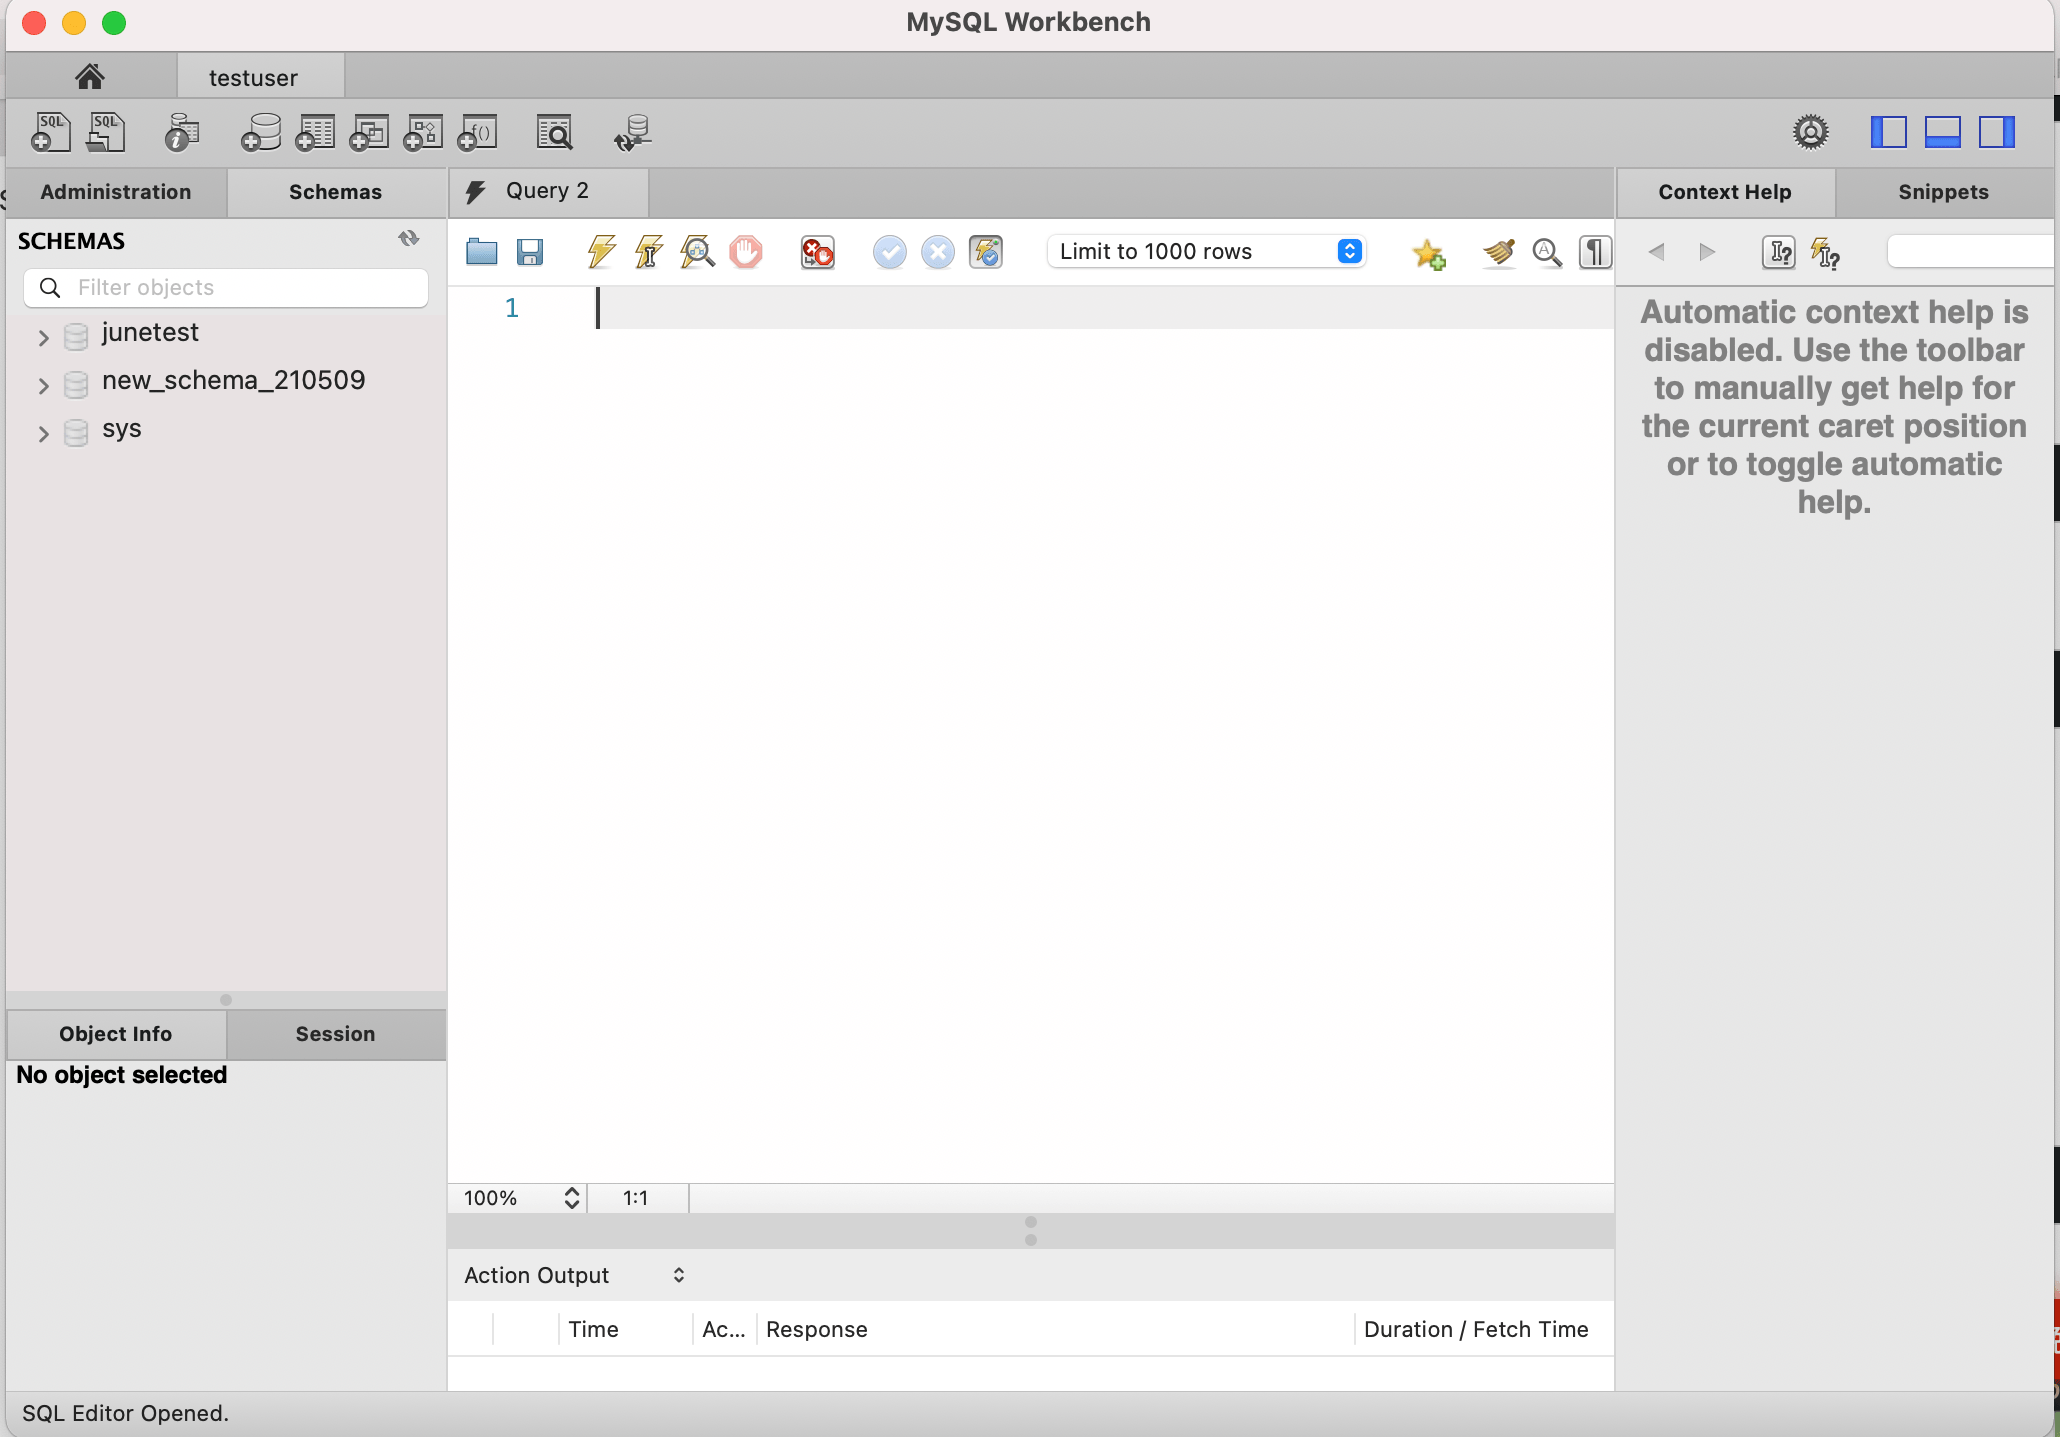 MySQL Workbench
testuser
SQL
SQL
Administration
Schemas
Query 2
Context Help
Snippets
SCHEMAS
Limit to 1000 rows
Filter objects
1
junetest
new_schema_210509
sys
Automatic context help is
disabled. Use the toolbar
to manually get help for
the current caret position
or to toggle automatic
help.
Object Info
Session
No object selected
100%
1:1
Action Output
Time
Ac...
Response
Duration / Fetch Time
SQL Editor Opened.